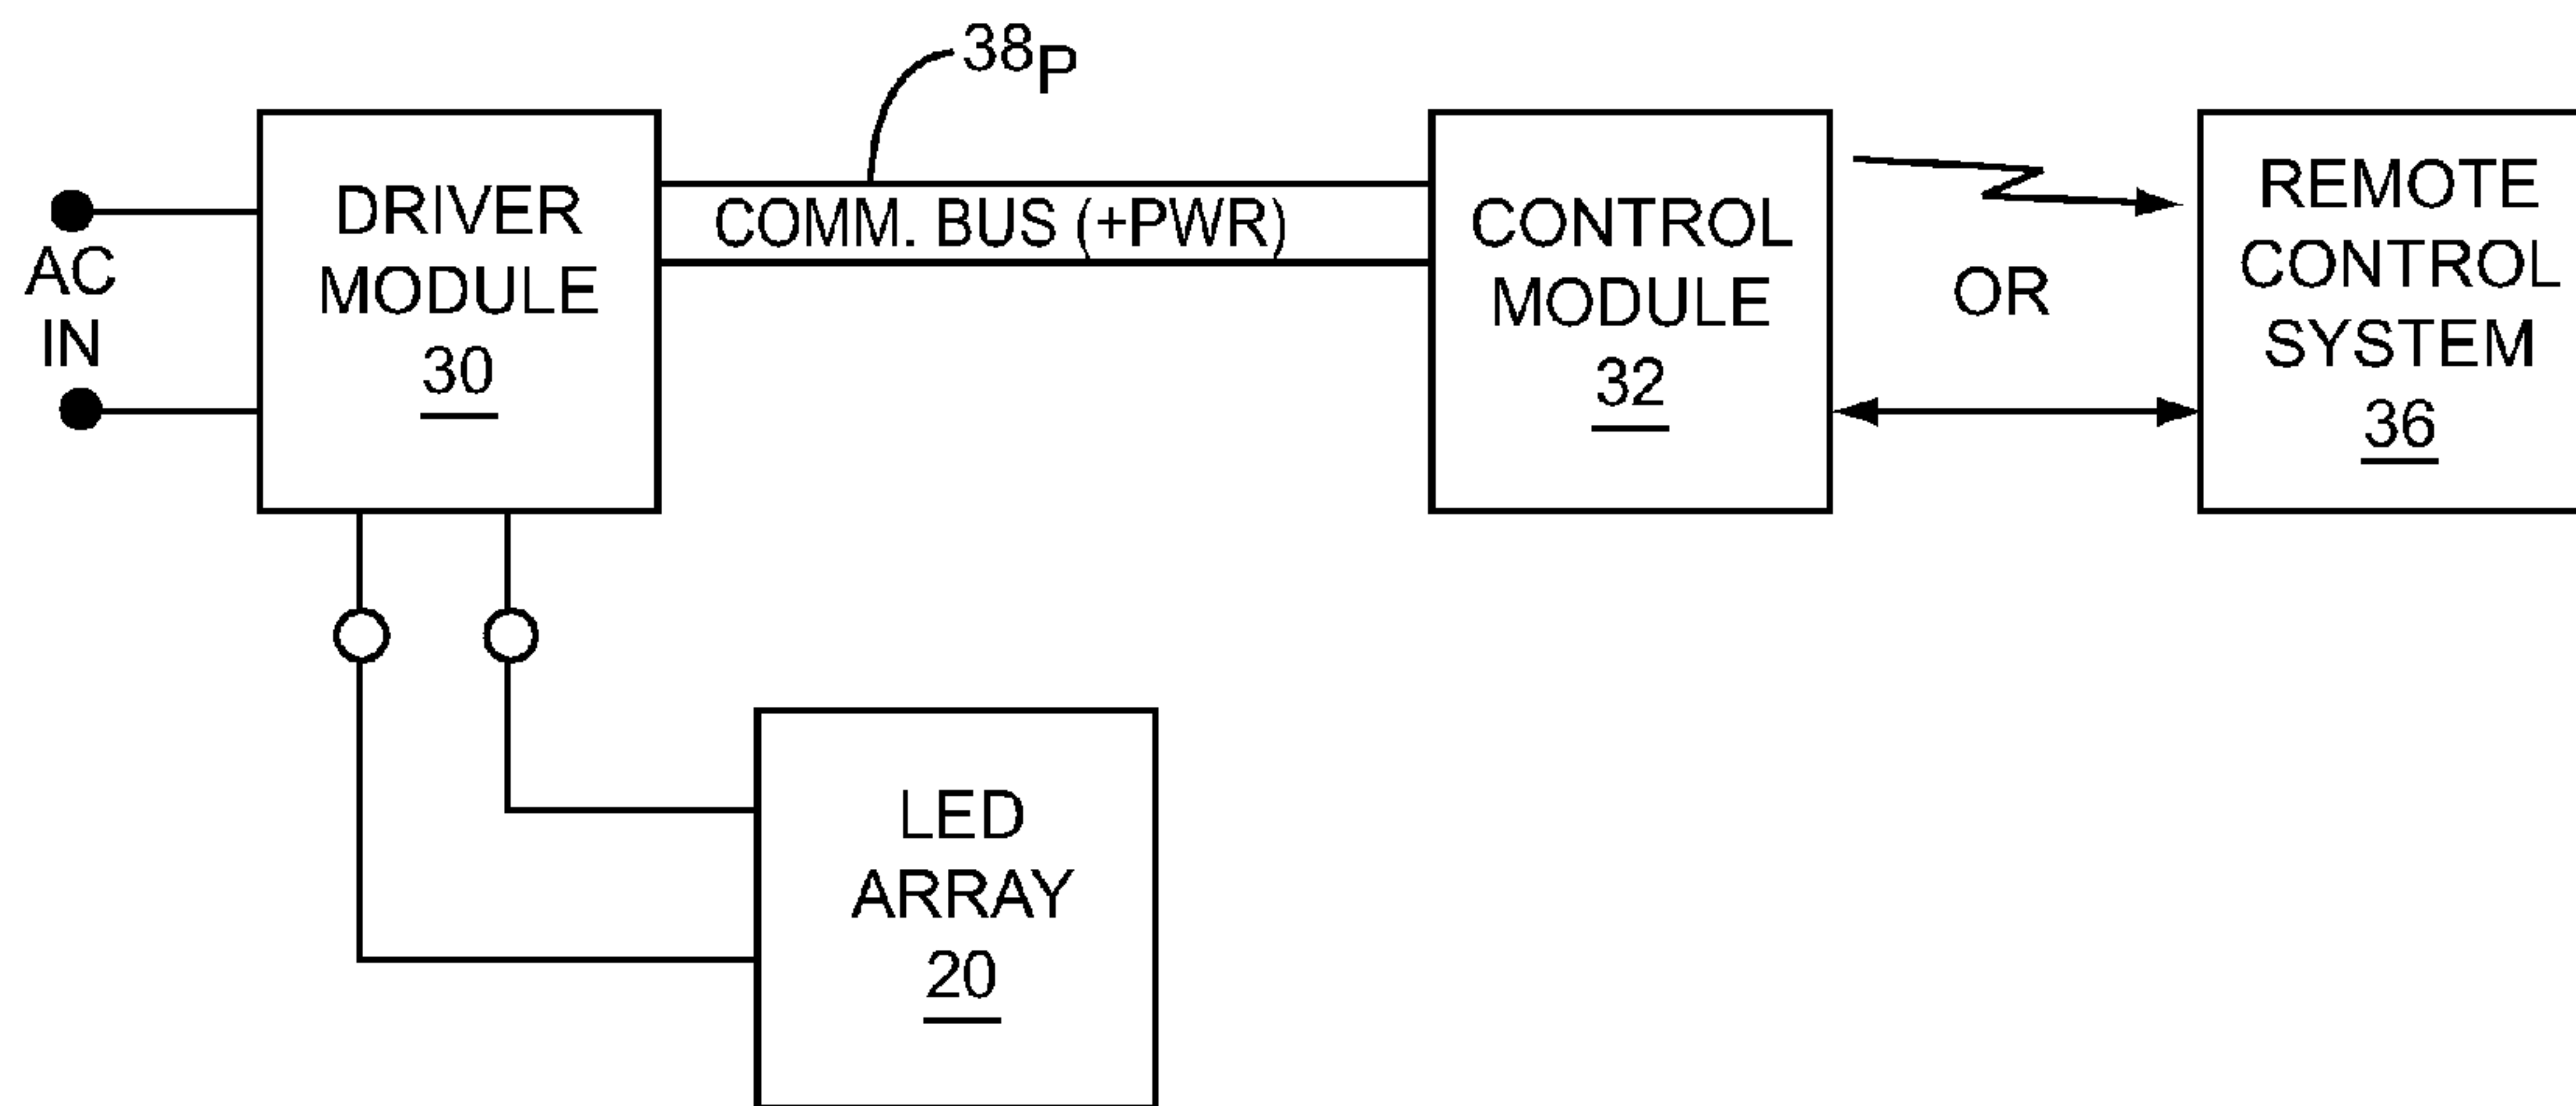 38P
AC
IN
DRIVER
MODULE
30
COMM. BUS (+PWR)
CONTROL
MODULE
32
OR
REMOTE
CONTROL
SYSTEM
36
LED
ARRAY
20